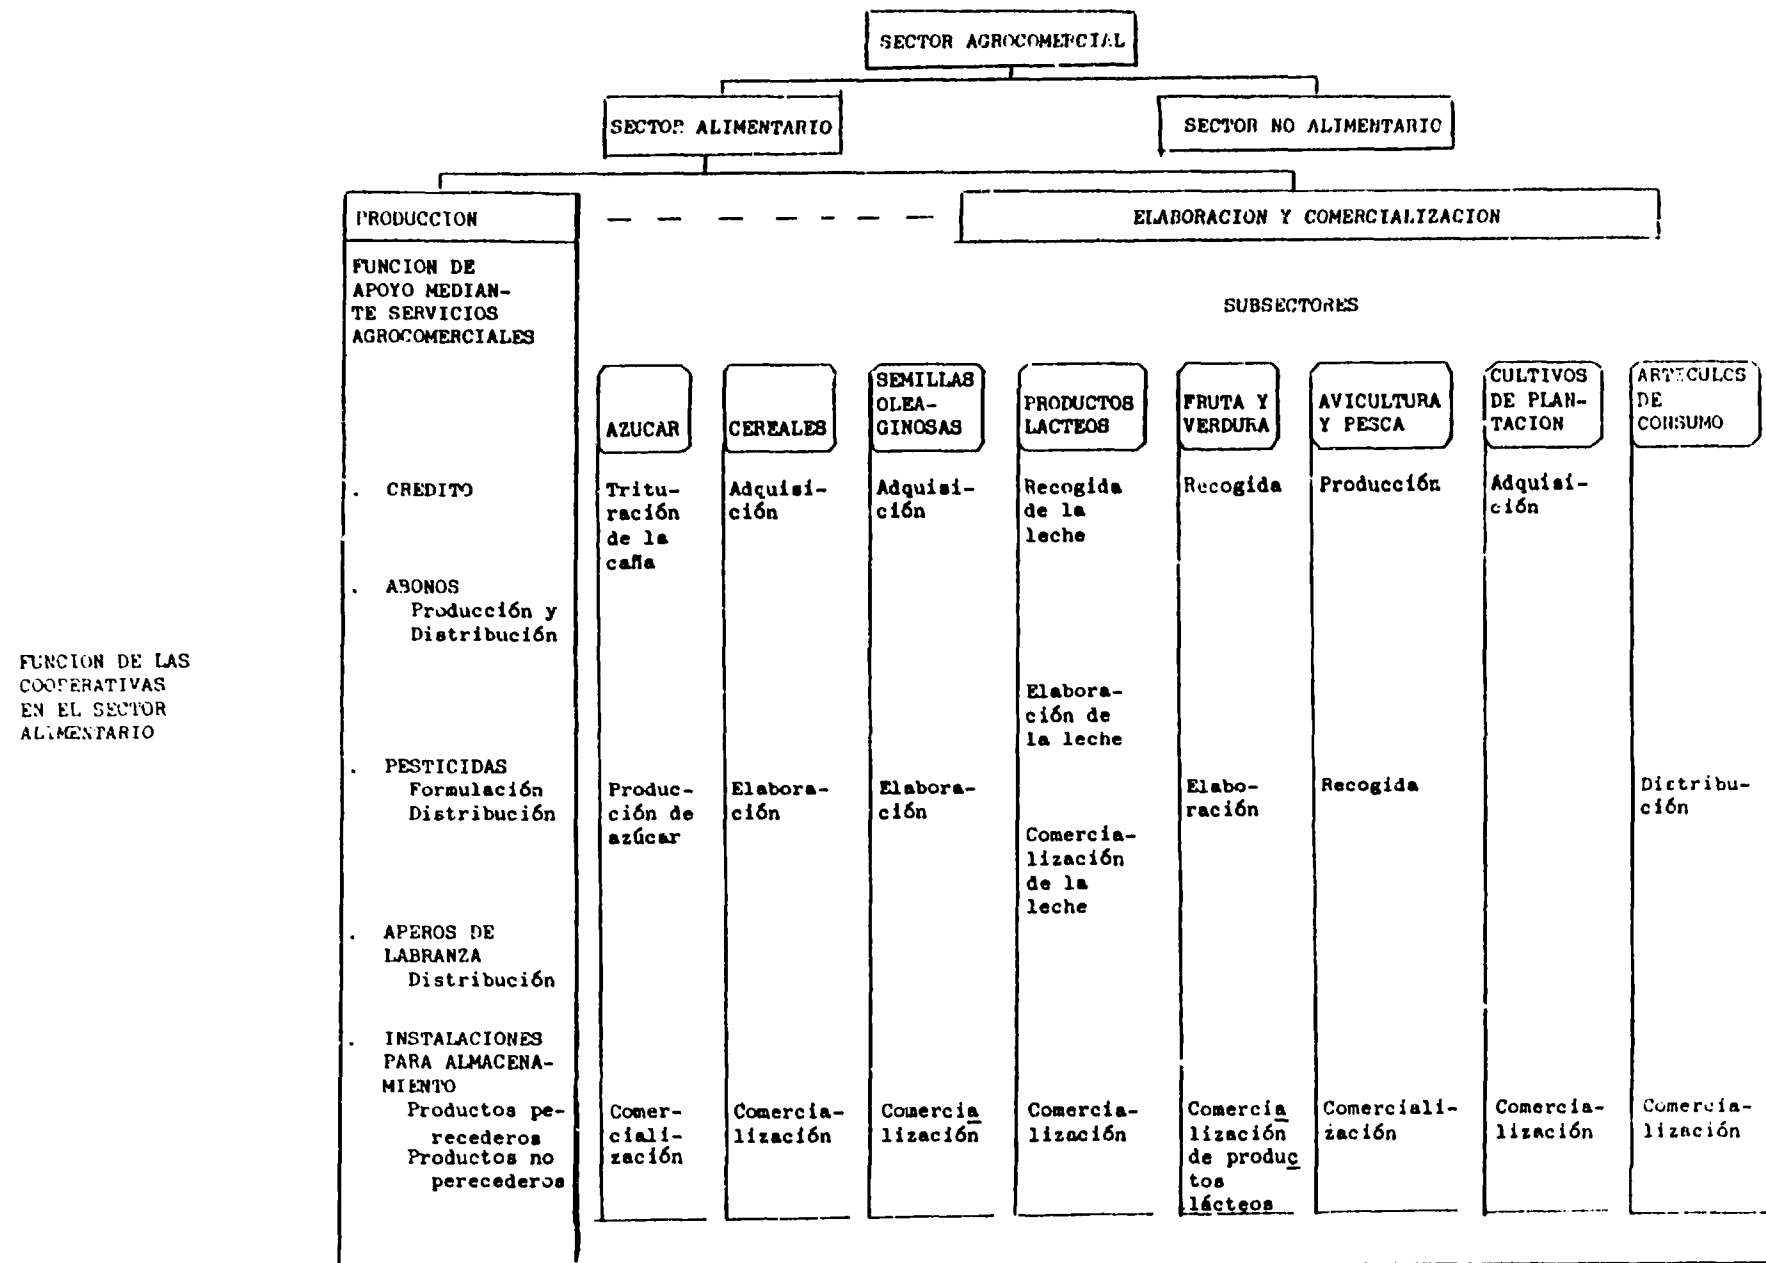 SECTOR AGROCOMERCIAL
SECTOR ALIMENTARIO
SECTOR NO ALIMENTARIO
PRODUCCION
ELABORACION Y COMERCIALIZACION
FUNCION DE
APOYO MEDIAN-
TE SERVICIOS
AGROCOMERCIALES
SUBSECTORES
FUNCION DE LAS
COOPERATIVAS
EN EL SECTOR
ALIMENTARIO
. CREDITO
. ABONOS
Producción y
Distribución
. PESTICIDAS
Formulación
Distribución
. APEROS DE
LABRANZA
Distribución
. INSTALACIONES
PARA ALMACENA-
MIENTO
Productos pe-
recederos
Productos no
perecederos
AZUCAR
Tritu-
ración
de la
caña
Produc-
ción de
azúcar
Comer-
ciali-
zación
CEREALES
Adquisi-
ción
Elabora-
ción
Comercia-
lización
SEMILLAS
OLEA-
GINOSAS
Adquisi-
ción
Elabora-
ción
Comercia
lización
PRODUCTOS
LACTEOS
Recogida
de la
leche
Elabora-
ción de
la leche
Comercia-
lización
de la
leche
Comercia-
lización
FRUTA Y
VERDURA
Recogida
Elabo-
ración
Comercia
lización
de produc
tos
lácteos
AVICULTURA
Y PESCA
Producción
Recogida
Comerciali-
zación
CULTIVOS
DE PLAN-
TACION
Adquisi-
ción
Comercia-
lización
ARTICULOS
DE
CONSUMO
Distribu-
ción
Comercia-
lización